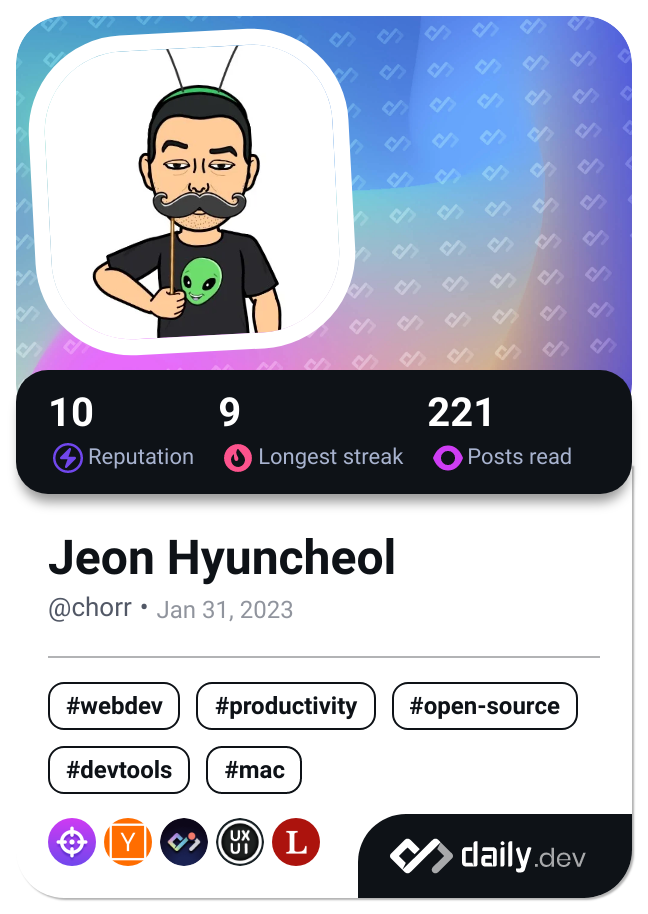 10 9 221
Reputation Longest streak Posts read
Jeon Hyuncheol
@chorr • Jan 31, 2023
#webdev #productivity #open-source
#devtools #mac
Y UX UI L
daily.dev